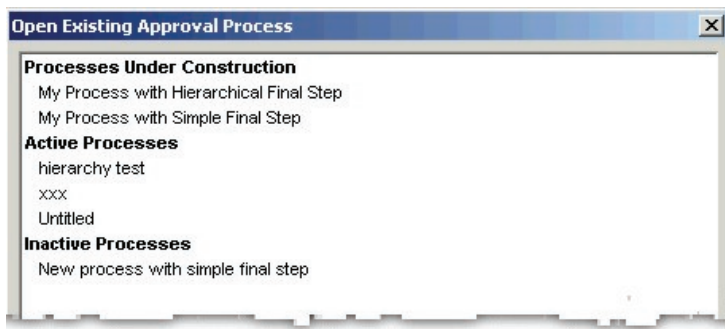 Open Existing Approval Process
Processes Under Construction
My Process with Hierarchical Final Step
My Process with Simple Final Step
Active Processes
hierarchy test
xxx
Untitled
Inactive Processes
New process with simple final step